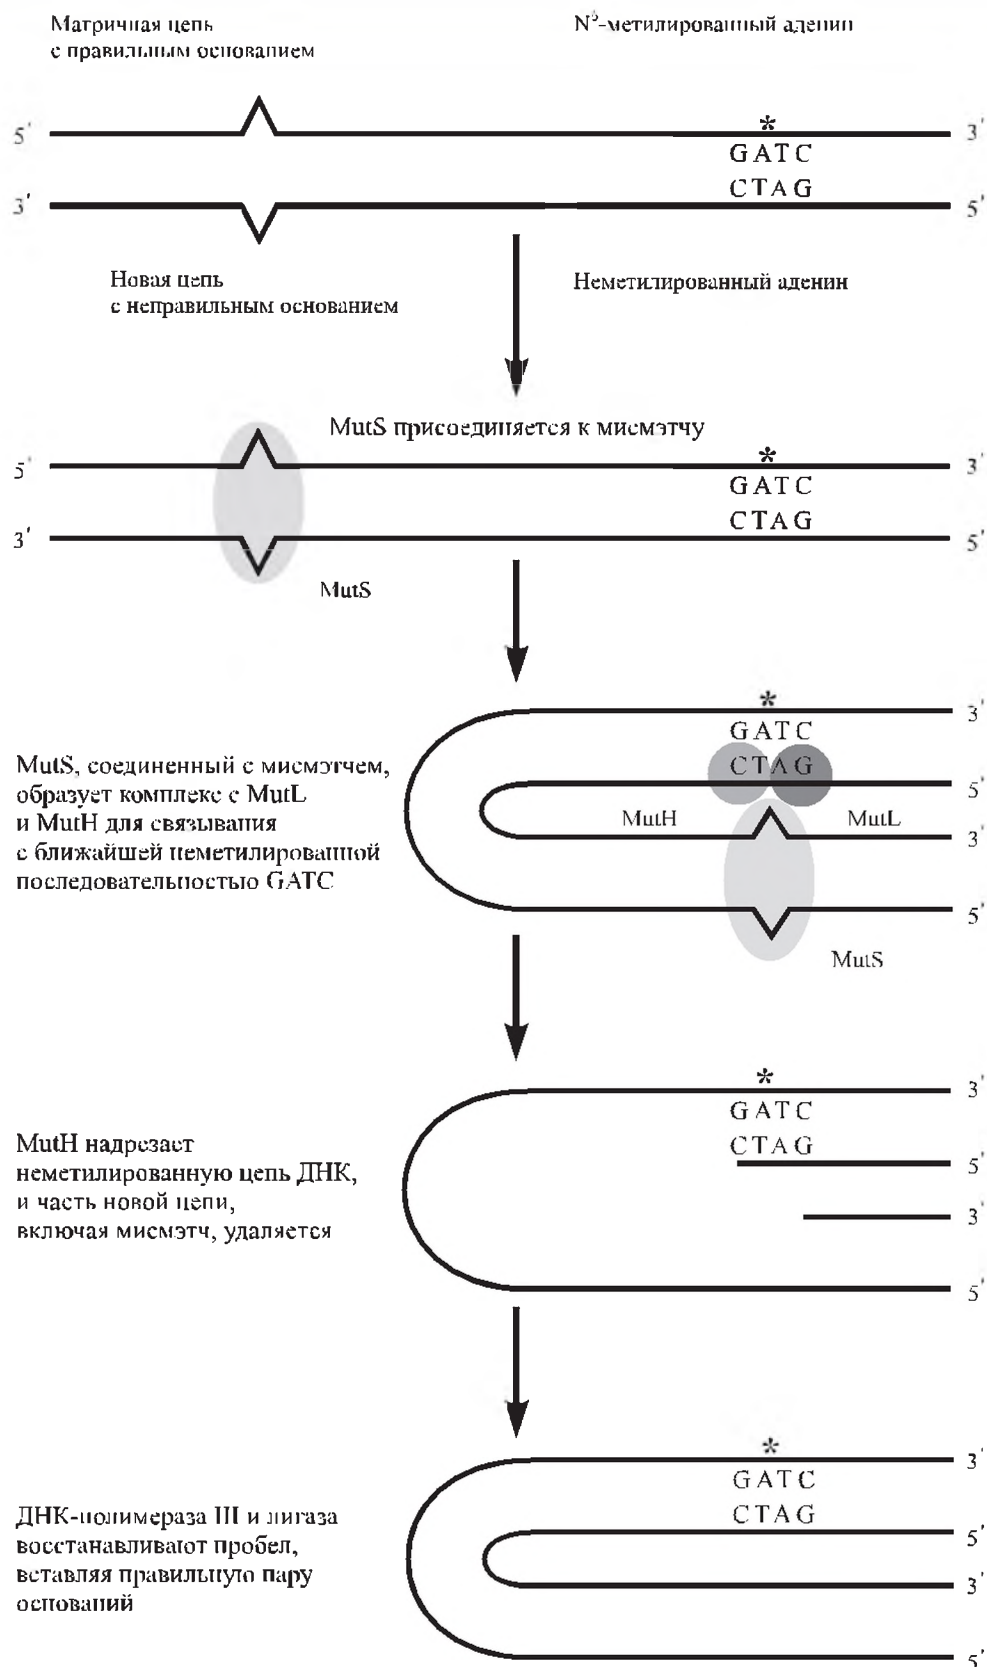 Матричная цепь
с правильным основанием
N⁶-метилированный аденин
*
5′ 3′
GATC
CTAG
3′ 5′
Новая цепь
с неправильным основанием
Неметилированный аденин
MutS присоединяется к мисмэтчу
*
5′ 3′
GATC
CTAG
3′ 5′
MutS
*
3′
GATC
MutS, соединенный с мисмэтчем,
образует комплекс с MutL
и MutH для связывания
с ближайшей неметилированной
последовательностью GATC
CTAG
5′
MutH MutL
3′
5′
MutS
*
3′
GATC
CTAG
5′
MutH надрезает
неметилированную цепь ДНК,
и часть новой цепи,
включая мисмэтч, удаляется
3′
5′
*
3′
GATC
CTAG
5′
ДНК-полимераза III и лигаза
восстанавливают пробел,
вставляя правильную пару
оснований
3′
5′